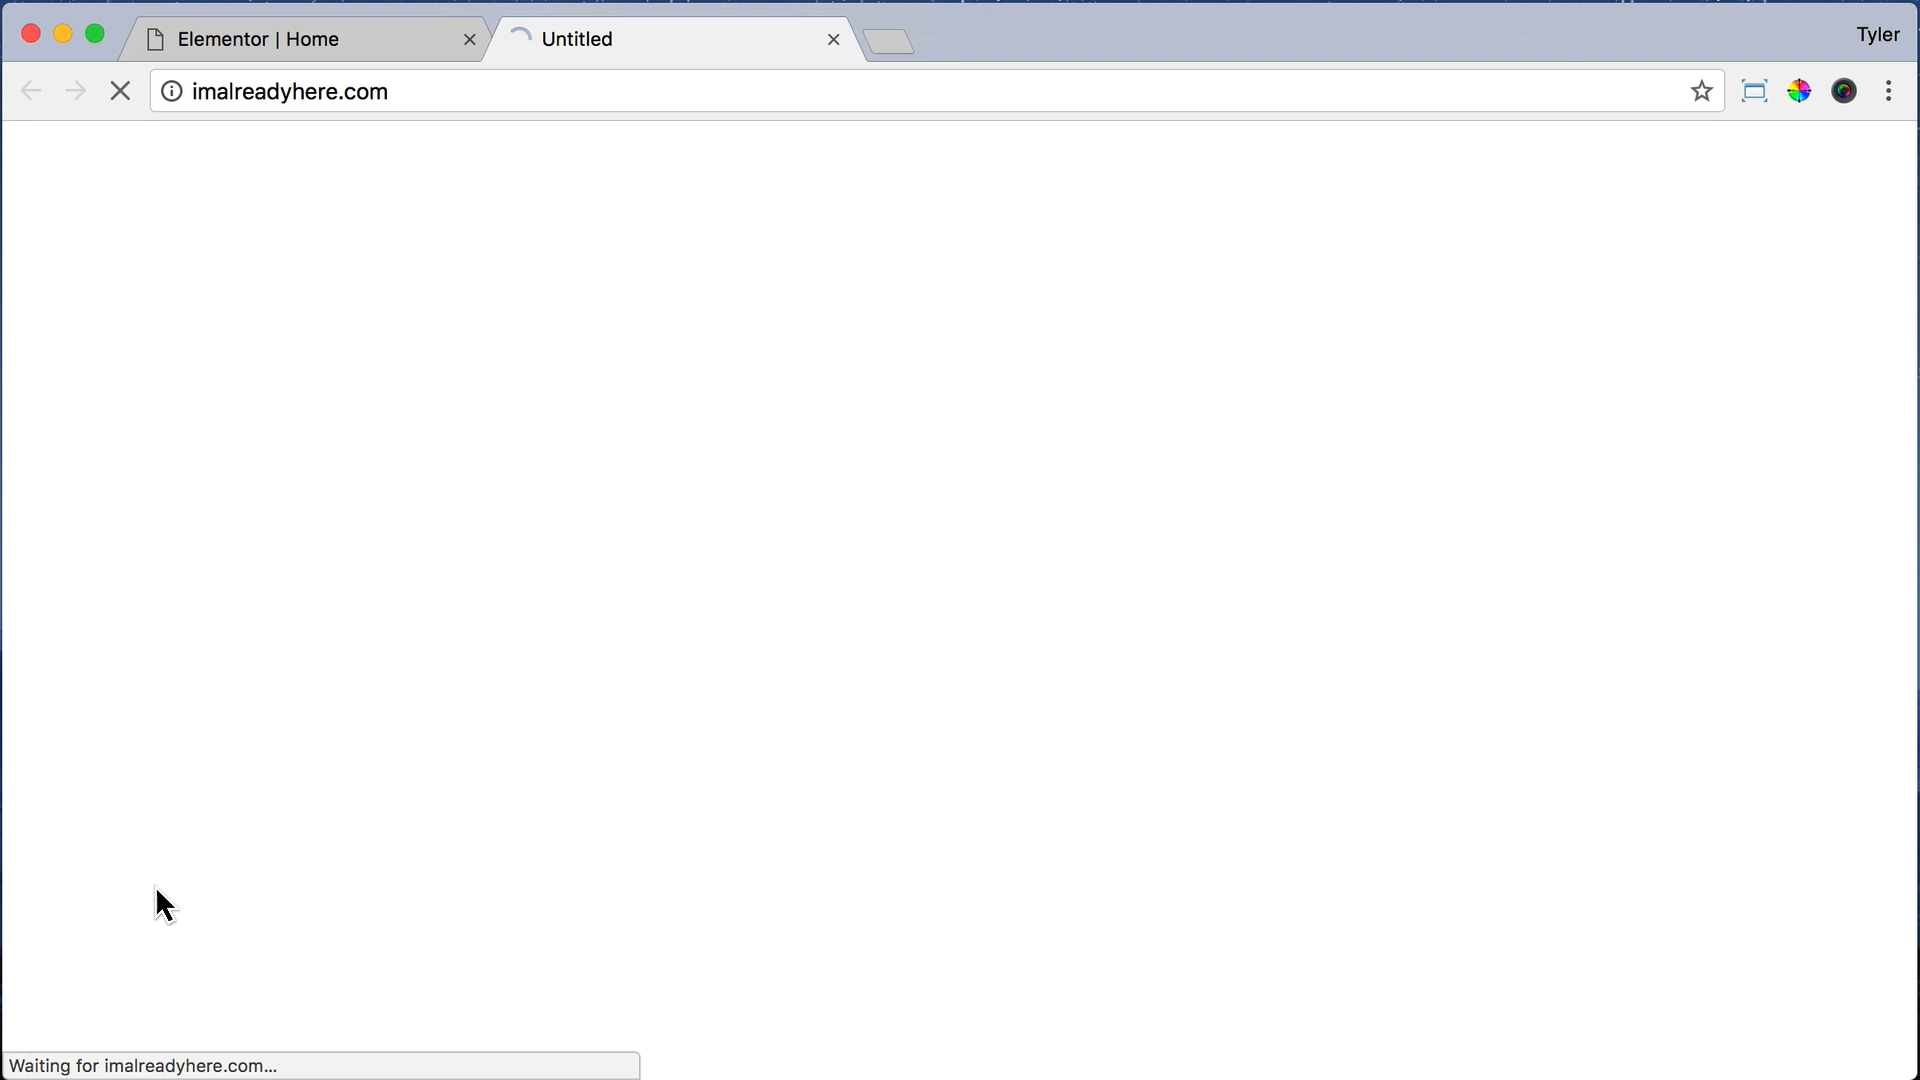 Elementor | Home
Untitled
Tyler
imalreadyhere.com
Waiting for imalreadyhere.com...